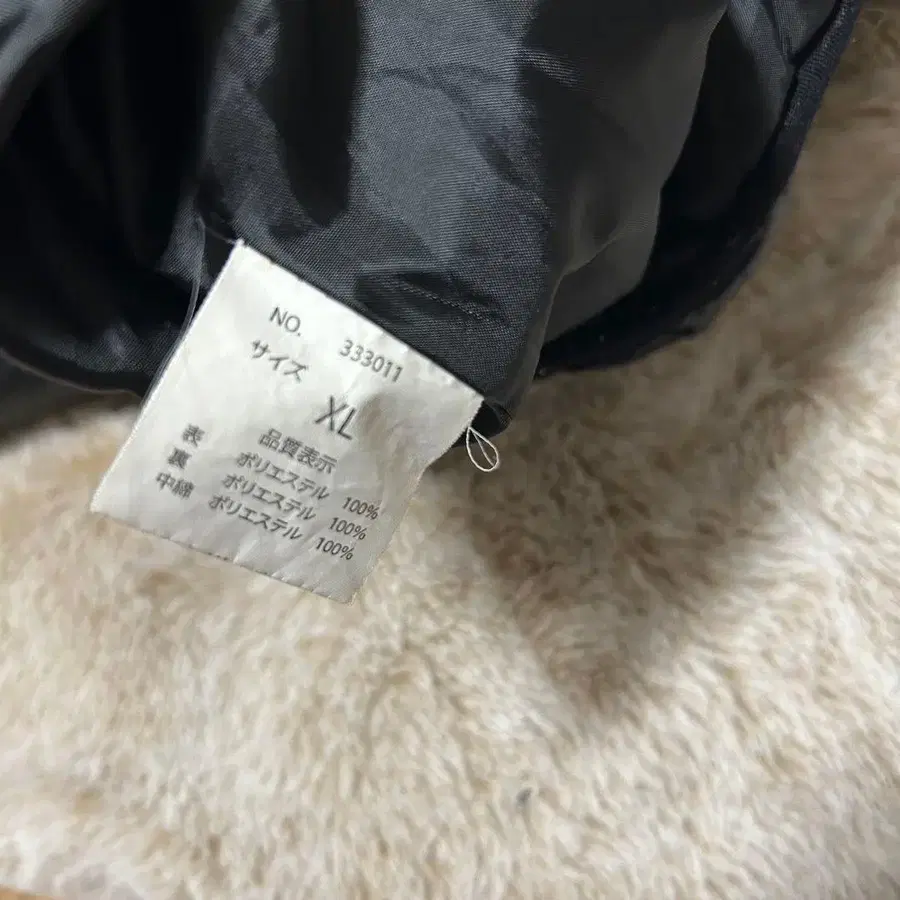 NO. 333011
サイズ XL
品質表示
表 ポリエステル 100%
裏 ポリエステル 100%
中綿 ポリエステル 100%